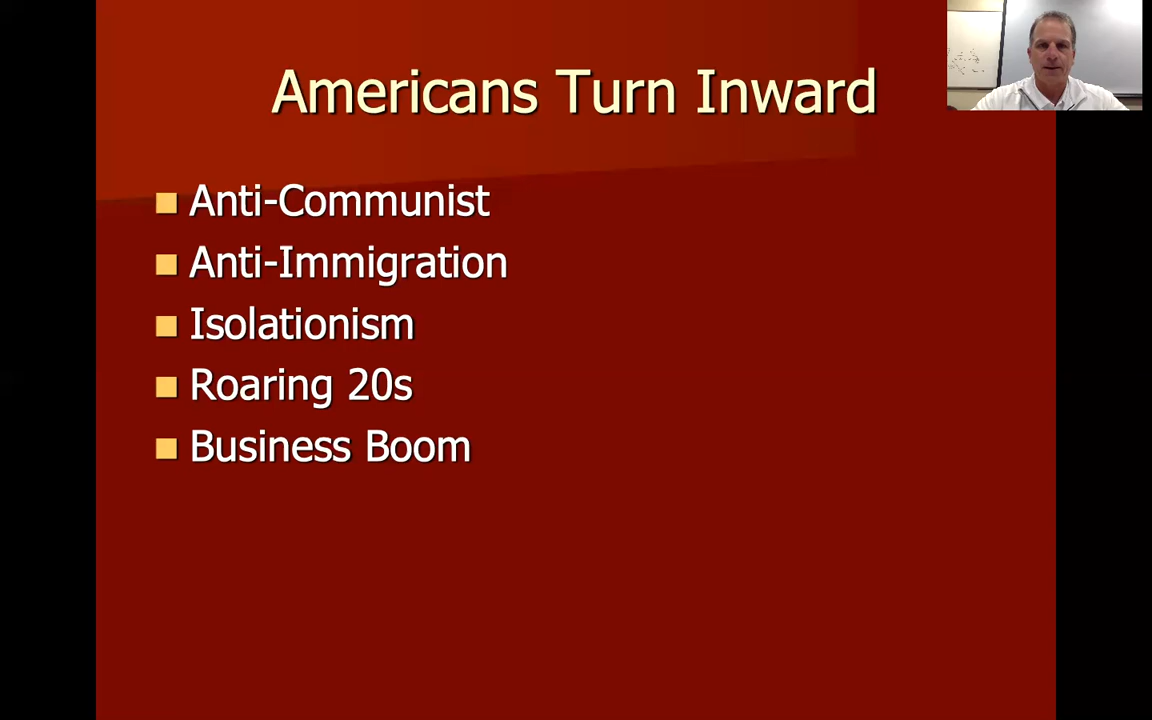 Americans Turn Inward
Anti-Communist
Anti-Immigration
Isolationism
Roaring 20s
Business Boom